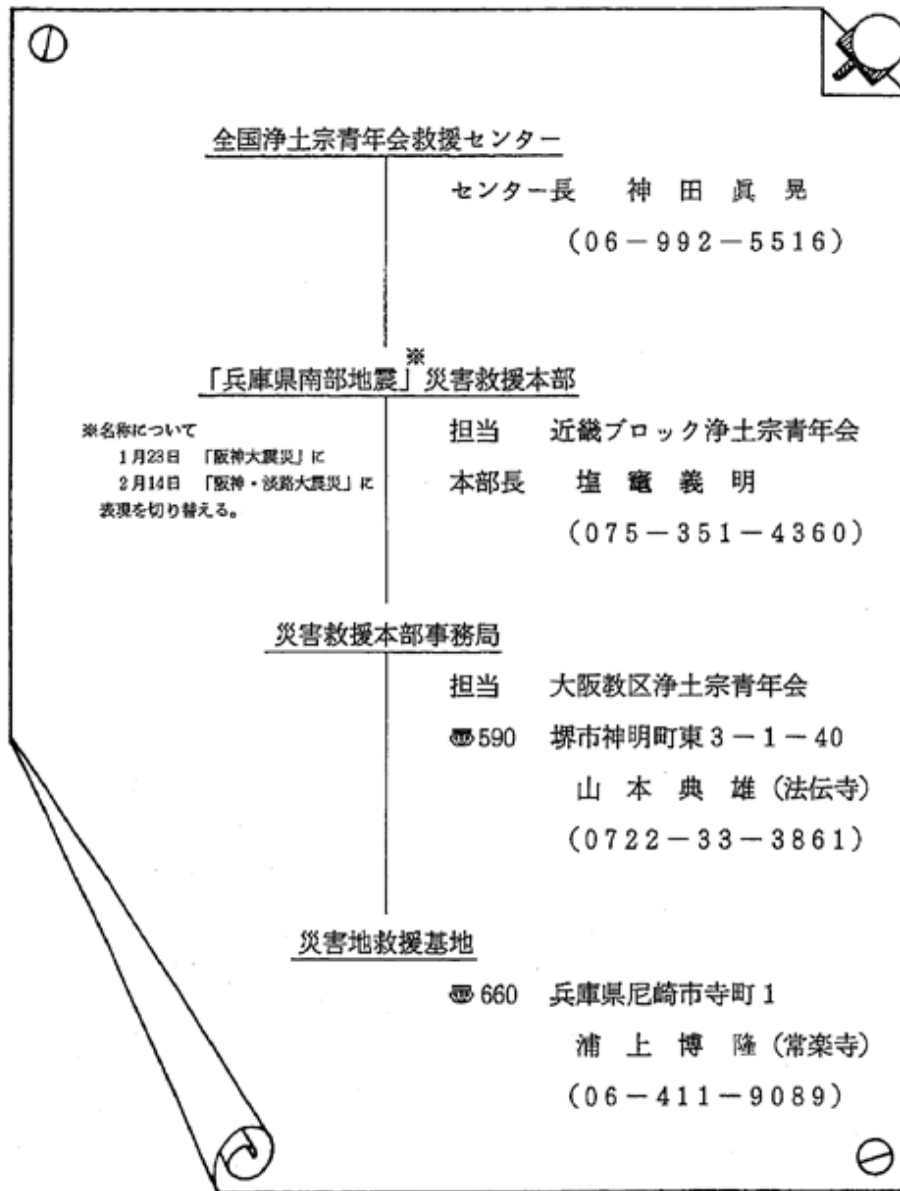 全国浄土宗青年会救援センター
センター長　神田眞晃
(06－992－5516)
「兵庫県南部地震」※災害救援本部
※名称について
1月23日　「阪神大震災」に
2月14日　「阪神・淡路大震災」に
表現を切り替える。
担当　近畿ブロック浄土宗青年会
本部長　塩竈義明
(075－351－4360)
災害救援本部事務局
担当　大阪教区浄土宗青年会
〠590　堺市神明町東3－1－40
山本典雄（法伝寺）
(0722－33－3861)
災害地救援基地
〠660　兵庫県尼崎市寺町1
浦上博隆（常楽寺）
(06－411－9089)